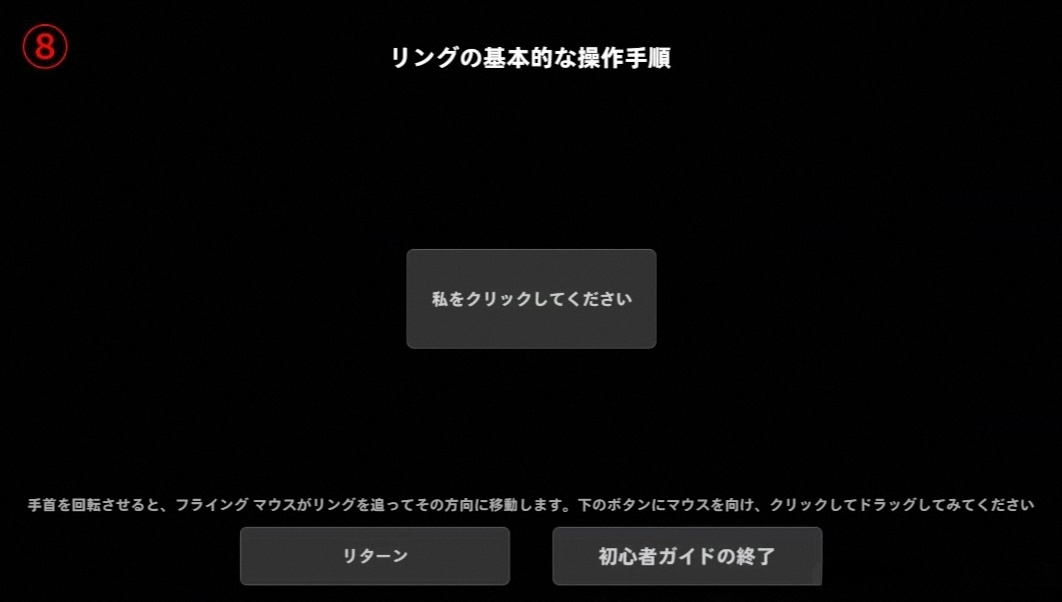 ⑧
リングの基本的な操作手順
私をクリックしてください
手首を回転させると、フライング マウスがリングを追ってその方向に移動します。下のボタンにマウスを向け、クリックしてドラッグしてみてください
リターン
初心者ガイドの終了